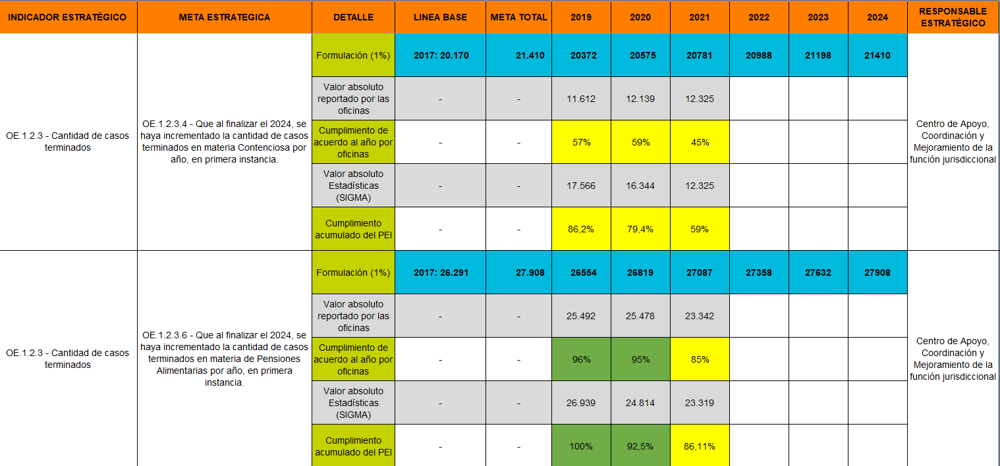 INDICADOR ESTRATÉGICO META ESTRATEGICA DETALLE LINEA BASE META TOTAL 2019 2020 2021 2022 2023 2024 RESPONSABLE
ESTRATÉGICO
OE.1.2.3 - Cantidad de casos
terminados
OE.1.2.3.4 - Que al finalizar el 2024, se
haya incrementado la cantidad de casos
terminados en materia Contenciosa por
año, en primera instancia.
Formulación (1%) 2017: 20.170 21.410 20372 20575 20781 20988 21198 21410
Valor absoluto
reportado por las
oficinas
- - 11.612 12.139 12.325
Cumplimiento de
acuerdo al año por
oficinas
- - 57% 59% 45%
Valor absoluto
Estadísticas
(SIGMA)
- - 17.566 16.344 12.325
Cumplimiento
acumulado del PEI
- - 86,2% 79,4% 59%
Centro de Apoyo,
Coordinación y
Mejoramiento de la
función jurisdiccional
OE.1.2.3 - Cantidad de casos
terminados
OE.1.2.3.6 - Que al finalizar el 2024, se
haya incrementado la cantidad de casos
terminados en materia de Pensiones
Alimentarias por año, en primera
instancia.
Formulación (1%) 2017: 26.291 27.908 26554 26819 27087 27358 27632 27908
Valor absoluto
reportado por las
oficinas
- - 25.492 25.478 23.342
Cumplimiento de
acuerdo al año por
oficinas
- - 96% 95% 85%
Valor absoluto
Estadísticas
(SIGMA)
- - 26.939 24.814 23.319
Cumplimiento
acumulado del PEI
- - 100% 92,5% 86,11%
Centro de Apoyo,
Coordinación y
Mejoramiento de la
función jurisdiccional